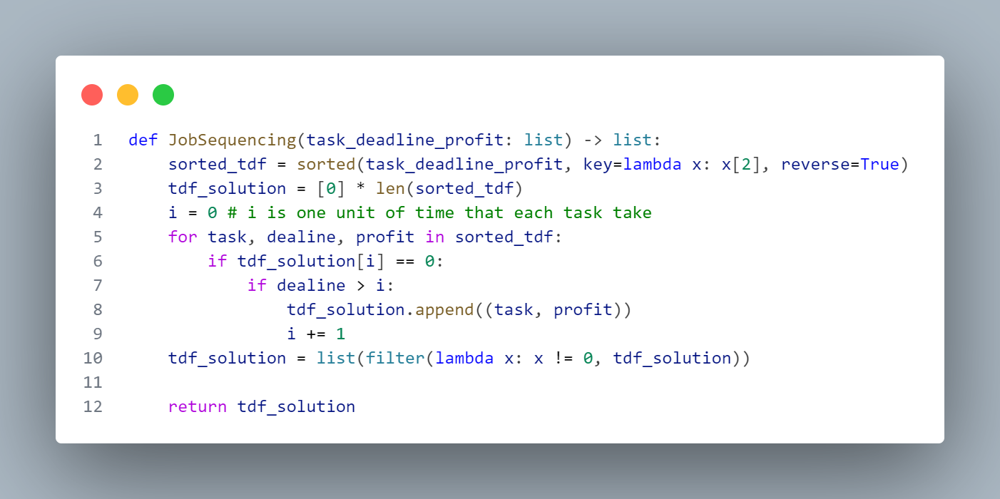 1 def JobSequencing(task_deadline_profit: list) -> list:
2     sorted_tdf = sorted(task_deadline_profit, key=lambda x: x[2], reverse=True)
3     tdf_solution = [0] * len(sorted_tdf)
4     i = 0 # i is one unit of time that each task take
5     for task, dealine, profit in sorted_tdf:
6         if tdf_solution[i] == 0:
7             if dealine > i:
8                 tdf_solution.append((task, profit))
9                 i += 1
10     tdf_solution = list(filter(lambda x: x != 0, tdf_solution))
11
12     return tdf_solution